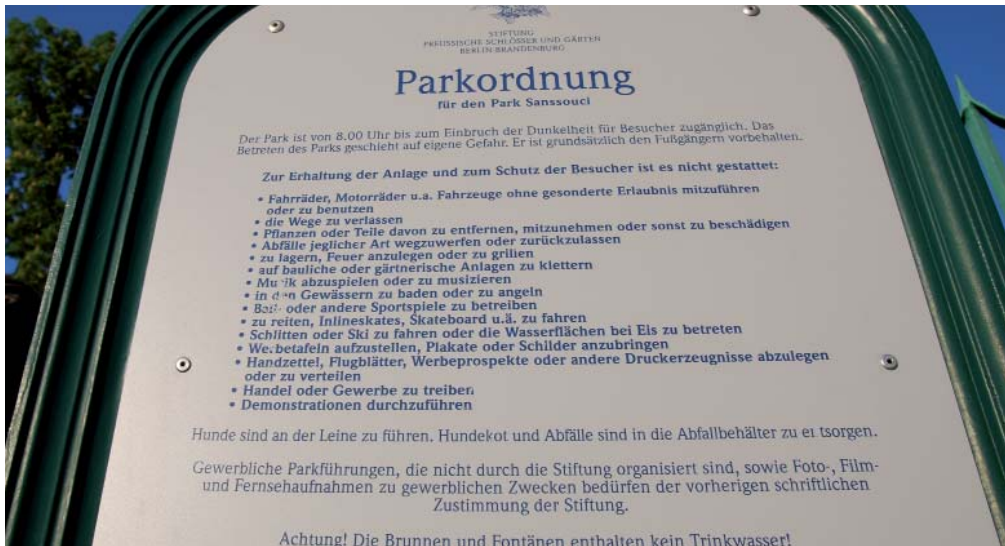 STIFTUNG
PREUSSISCHE SCHLÖSSER UND GÄRTEN
BERLIN-BRANDENBURG
Parkordnung
für den Park Sanssouci
Der Park ist von 8.00 Uhr bis zum Einbruch der Dunkelheit für Besucher zugänglich. Das
Betreten des Parks geschieht auf eigene Gefahr. Er ist grundsätzlich den Fußgängern vorbehalten.
Zur Erhaltung der Anlage und zum Schutz der Besucher ist es nicht gestattet:
• Fahrräder, Motorräder u.a. Fahrzeuge ohne gesonderte Erlaubnis mitzuführen
oder zu benutzen
• die Wege zu verlassen
• Pflanzen oder Teile davon zu entfernen, mitzunehmen oder sonst zu beschädigen
• Abfälle jeglicher Art wegzuwerfen oder zurückzulassen
• zu lagern, Feuer anzulegen oder zu grillen
• auf bauliche oder gärtnerische Anlagen zu klettern
• Musik abzuspielen oder zu musizieren
• in den Gewässern zu baden oder zu angeln
• Ball- oder andere Sportspiele zu betreiben
• zu reiten, Inlineskates, Skateboard u.ä. zu fahren
• Schlitten oder Ski zu fahren oder die Wasserflächen bei Eis zu betreten
• Werbetafeln aufzustellen, Plakate oder Schilder anzubringen
• Handzettel, Flugblätter, Werbeprospekte oder andere Druckerzeugnisse abzulegen
oder zu verteilen
• Handel oder Gewerbe zu treiben
• Demonstrationen durchzuführen
Hunde sind an der Leine zu führen. Hundekot und Abfälle sind in die Abfallbehälter zu entsorgen.
Gewerbliche Parkführungen, die nicht durch die Stiftung organisiert sind, sowie Foto-, Film-
und Fernsehaufnahmen zu gewerblichen Zwecken bedürfen der vorherigen schriftlichen
Zustimmung der Stiftung.
Achtung! Die Brunnen und Fontänen enthalten kein Trinkwasser!